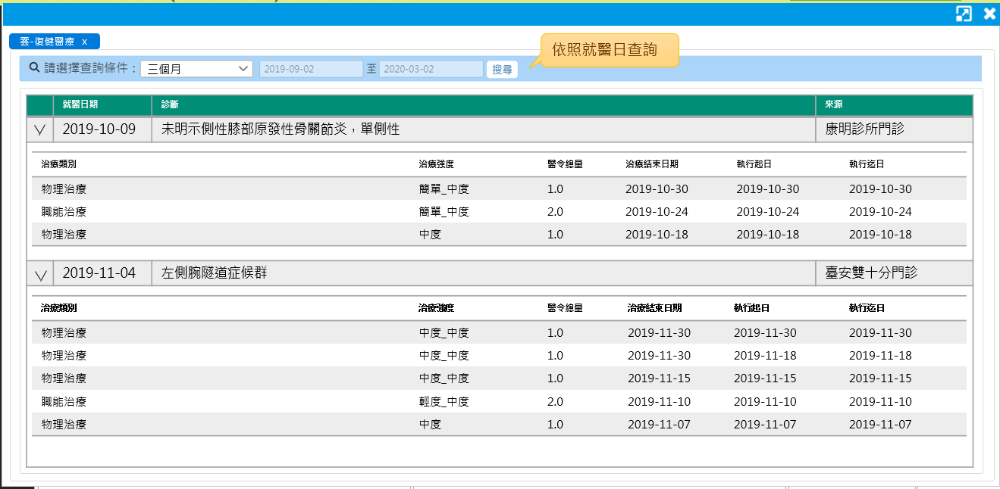 雲-復健醫療 x
依照就醫日查詢
請選擇查詢條件： 三個月 2019-09-02 至 2020-03-02 搜尋
就醫日期 診斷 來源
2019-10-09 未明示側性膝部原發性骨關節炎，單側性 康明診所門診
治療類別 治療強度 醫令總量 治療結束日期 執行起日 執行迄日
物理治療 簡單_中度 1.0 2019-10-30 2019-10-30 2019-10-30
職能治療 簡單_中度 2.0 2019-10-24 2019-10-24 2019-10-24
物理治療 中度 1.0 2019-10-18 2019-10-18 2019-10-18
2019-11-04 左側腕隧道症候群 臺安雙十分門診
治療類別 治療強度 醫令總量 治療結束日期 執行起日 執行迄日
物理治療 中度_中度 1.0 2019-11-30 2019-11-30 2019-11-30
物理治療 中度_中度 1.0 2019-11-30 2019-11-18 2019-11-18
物理治療 中度_中度 1.0 2019-11-15 2019-11-15 2019-11-15
職能治療 輕度_中度 2.0 2019-11-10 2019-11-10 2019-11-10
物理治療 中度 1.0 2019-11-07 2019-11-07 2019-11-07